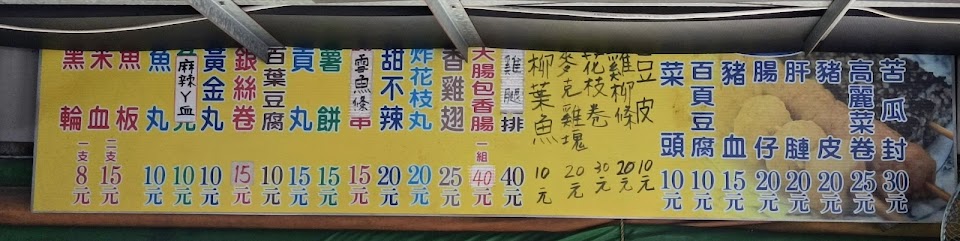 黑輪
米血
魚板
一支8元
二支15元
魚丸 10元
麻辣ㄚ血 10元
黃金丸 10元
銀絲卷 15元
百葉豆腐 10元
貢丸 15元
薯餅 15元
雪魚條串 15元
甜不辣 20元
炸花枝丸 20元
香雞翅 25元
大腸包香腸 一組40元
雞腿排 40元
柳葉魚 10元
麥克雞塊 20元
花枝卷 30元
雞柳條 20元
豆皮 10元
菜頭 10元
百頁豆腐 10元
豬血 15元
腸仔 20元
肝 20元
豬皮 20元
高麗菜卷 25元
苦瓜封 30元